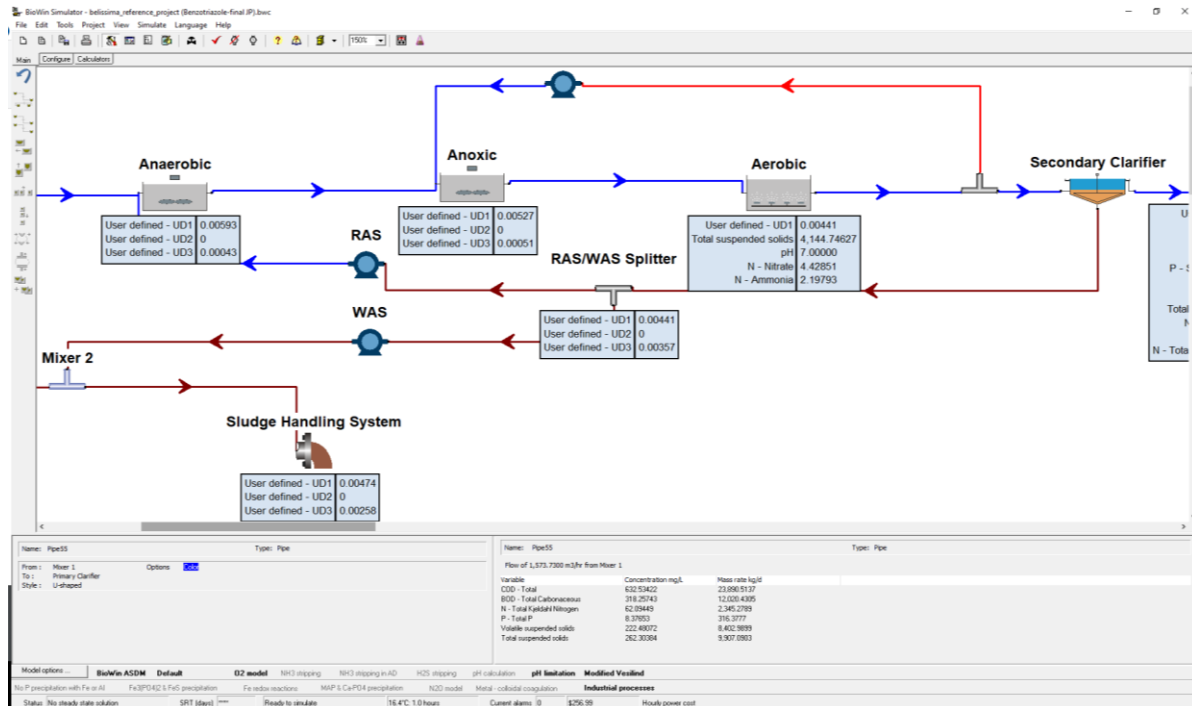 BioWin Simulator - belissima_reference_project (Benzotriazole-final JP).bwc
File Edit Tools Project View Simulate Language Help
150%
Main Configure Calculators
Anaerobic
Anoxic
Aerobic
Secondary Clarifier
User defined - UD1 0.00593
User defined - UD2 0
User defined - UD3 0.00043
User defined - UD1 0.00527
User defined - UD2 0
User defined - UD3 0.00051
User defined - UD1 0.00441
Total suspended solids 4,144.74627
pH 7.00000
N - Nitrate 4.42851
N - Ammonia 2.19793
U
P - S
Total
N
N - Tota
RAS
RAS/WAS Splitter
User defined - UD1 0.00441
User defined - UD2 0
User defined - UD3 0.00357
WAS
Mixer 2
Sludge Handling System
User defined - UD1 0.00474
User defined - UD2 0
User defined - UD3 0.00258
Name: Pipe55 Type: Pipe
From : Mixer 1 Options Color
To : Primary Clarifier
Style : U-shaped
Name: Pipe55 Type: Pipe
Flow of 1,573.7300 m3/hr from Mixer 1
Variable Concentration mg/L Mass rate kg/d
COD - Total 632.53422 23,890.5137
BOD - Total Carbonaceous 318.25743 12,020.4305
N - Total Kjeldahl Nitrogen 62.09449 2,345.2789
P - Total P 8.37653 316.3777
Volatile suspended solids 222.48072 8,402.9899
Total suspended solids 262.30384 9,907.0903
Model options ... BioWin ASDM Default O2 model NH3 stripping NH3 stripping in AD H2S stripping pH calculation pH limitation Modified Vesilind
No P precipitation with Fe or Al Fe3(PO4)2 & FeS precipitation Fe redox reactions MAP & Ca-PO4 precipitation N2O model Metal - colloidal coagulation Industrial processes
Status No steady state solution SRT (days) Ready to simulate 16.4°C; 1.0 hours Current alarms 0 $256.99 Hourly power cost